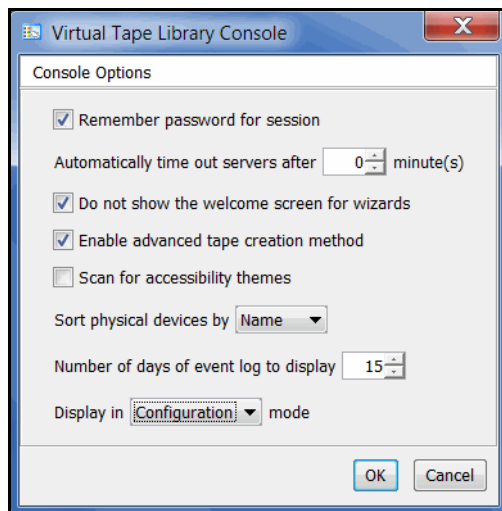 Virtual Tape Library Console
Console Options
Remember password for session
Automatically time out servers after 0 minute(s)
Do not show the welcome screen for wizards
Enable advanced tape creation method
Scan for accessibility themes
Sort physical devices by Name
Number of days of event log to display 15
Display in Configuration mode
OK Cancel